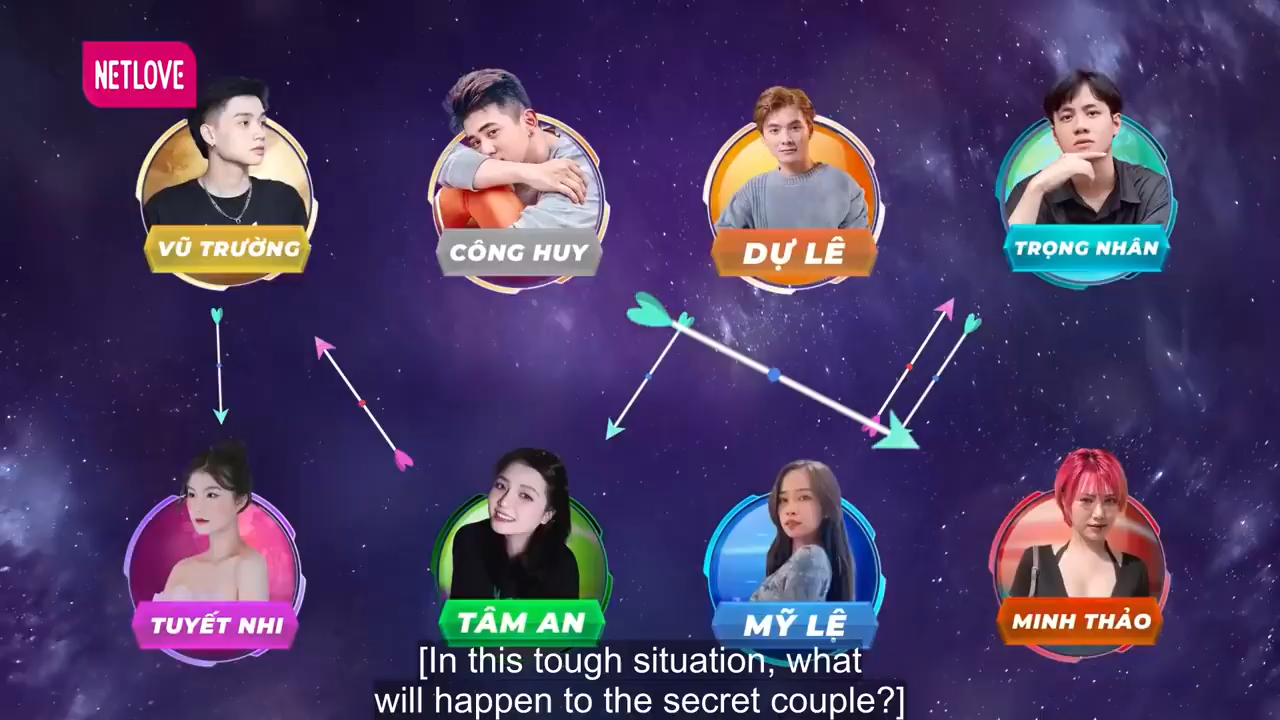 NETLOVE
VŨ TRƯỜNG
CÔNG HUY
DỰ LÊ
TRỌNG NHÂN
TUYẾT NHI
TÂM AN
MỸ LỆ
MINH THẢO
[In this tough situation, what
will happen to the secret couple?]